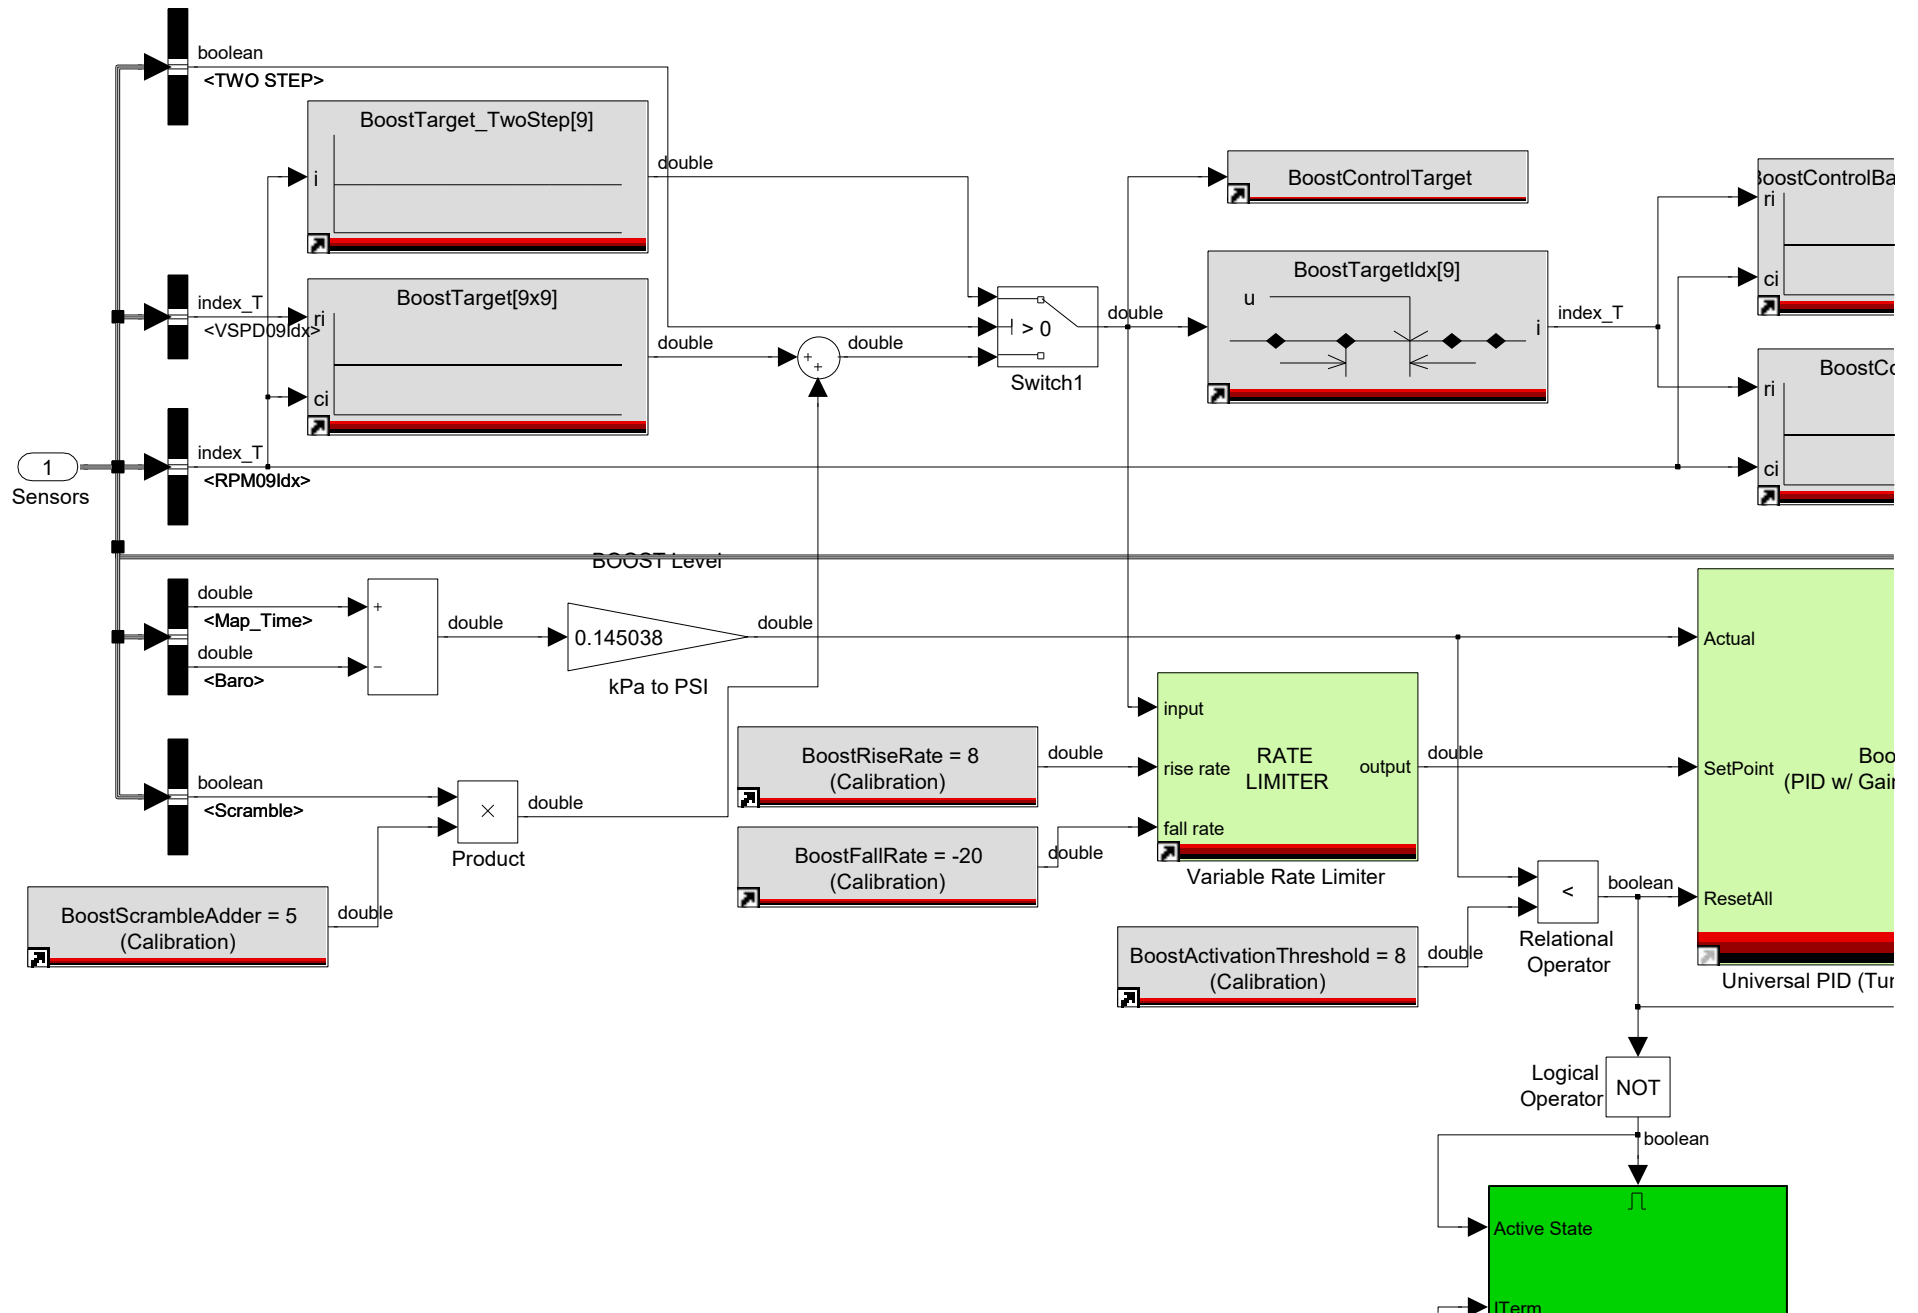 boolean
<TWO STEP>
BoostTarget_TwoStep[9]
i
double
BoostControlTarget
BoostControlBa
ri
ci
BoostTarget[9x9]
index_T
<VSPD09Idx>
ri
ci
double
+
+
double
> 0
Switch1
double
BoostTargetIdx[9]
u
i
index_T
BoostCo
ri
ci
1
Sensors
index_T
<RPM09Idx>
BOOST Level
double
<Map_Time>
double
<Baro>
+
−
double
0.145038
kPa to PSI
double
Actual
boolean
<Scramble>
×
Product
double
BoostScrambleAdder = 5
(Calibration)
double
BoostRiseRate = 8
(Calibration)
double
BoostFallRate = -20
(Calibration)
double
input
rise rate
fall rate
RATE
LIMITER
output
Variable Rate Limiter
double
SetPoint
Boo
(PID w/ Gai
ResetAll
Universal PID (Tur
BoostActivationThreshold = 8
(Calibration)
double
<
Relational
Operator
boolean
Logical
Operator
NOT
boolean
Active State
ITerm